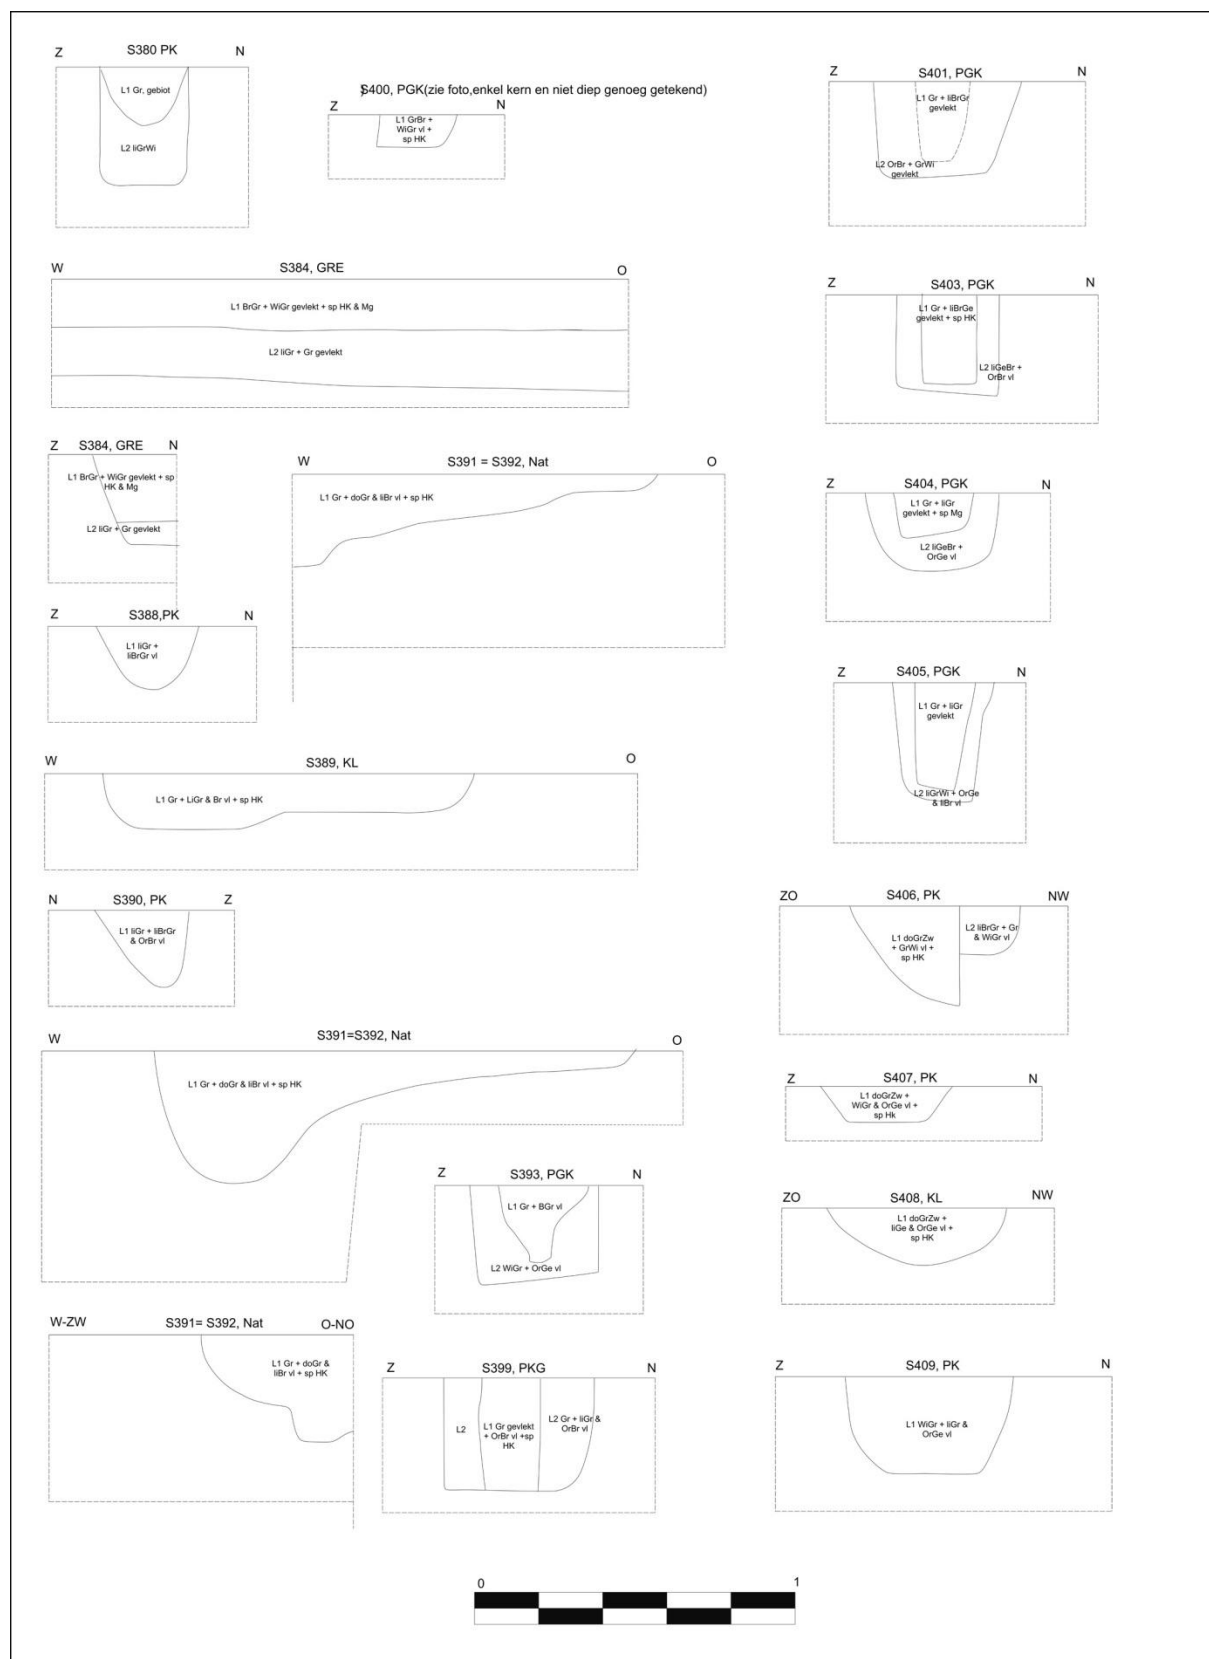 Z S380 PK N
L1 Gr, gebiot
L2 liGrWi
S400, PGK(zie foto,enkel kern en niet diep genoeg getekend)
Z N
L1 GrBr +
WiGr vl +
sp HK
W S384, GRE O
L1 BrGr + WiGr gevlekt + sp HK & Mg
L2 liGr + Gr gevlekt
Z S384, GRE N
L1 BrGr + WiGr gevlekt + sp
HK & Mg
L2 liGr + Gr gevlekt
W S391 = S392, Nat O
L1 Gr + doGr & liBr vl + sp HK
Z S388,PK N
L1 liGr +
liBrGr vl
W S389, KL O
L1 Gr + LiGr & Br vl + sp HK
N S390, PK Z
L1 liGr + liBrGr
& OrBr vl
W S391=S392, Nat O
L1 Gr + doGr & liBr vl + sp HK
Z S393, PGK N
L1 Gr + BGr vl
L2 WiGr + OrGe vl
W-ZW S391= S392, Nat O-NO
L1 Gr + doGr &
liBr vl + sp HK
Z S399, PKG N
L2
L1 Gr gevlekt
+ OrBr vl +sp
HK
L2 Gr + liGr &
OrBr vl
Z S401, PGK N
L1 Gr + liBrGr
gevlekt
L2 OrBr + GrWi
gevlekt
Z S403, PGK N
L1 Gr + liBrGe
gevlekt + sp HK
L2 liGeBr +
OrBr vl
Z S404, PGK N
L1 Gr + liGr
gevlekt + sp Mg
L2 liGeBr +
OrGe vl
Z S405, PGK N
L1 Gr + liGr
gevlekt
L2 liGrWi + OrGe
& liBr vl
ZO S406, PK NW
L1 doGrZw
+ GrWi vl +
sp HK
L2 liBrGr + Gr
& WiGr vl
Z S407, PK N
L1 doGrZw +
WiGr & OrGe vl +
sp Hk
ZO S408, KL NW
L1 doGrZw +
liGe & OrGe vl +
sp HK
Z S409, PK N
L1 WiGr + liGr &
OrGe vl
0 1